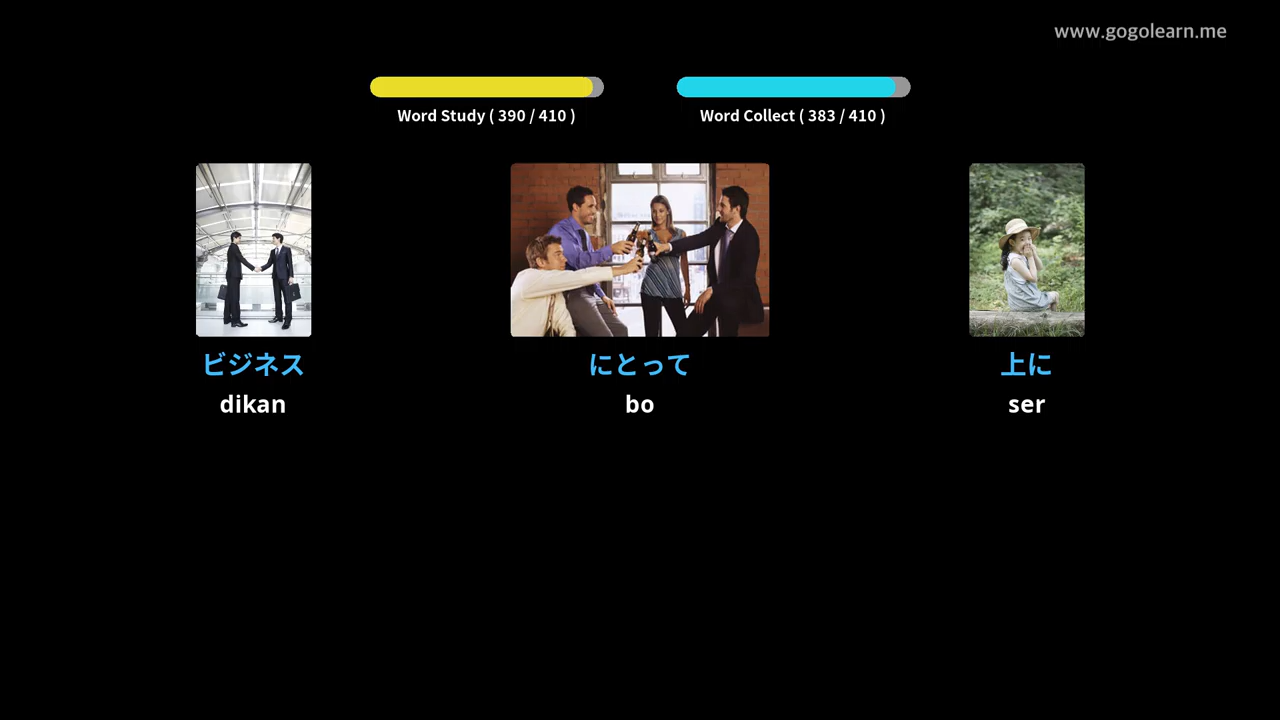 www.gogolearn.me
Word Study ( 390 / 410 )
Word Collect ( 383 / 410 )
ビジネス
にとって
上に
dikan
bo
ser